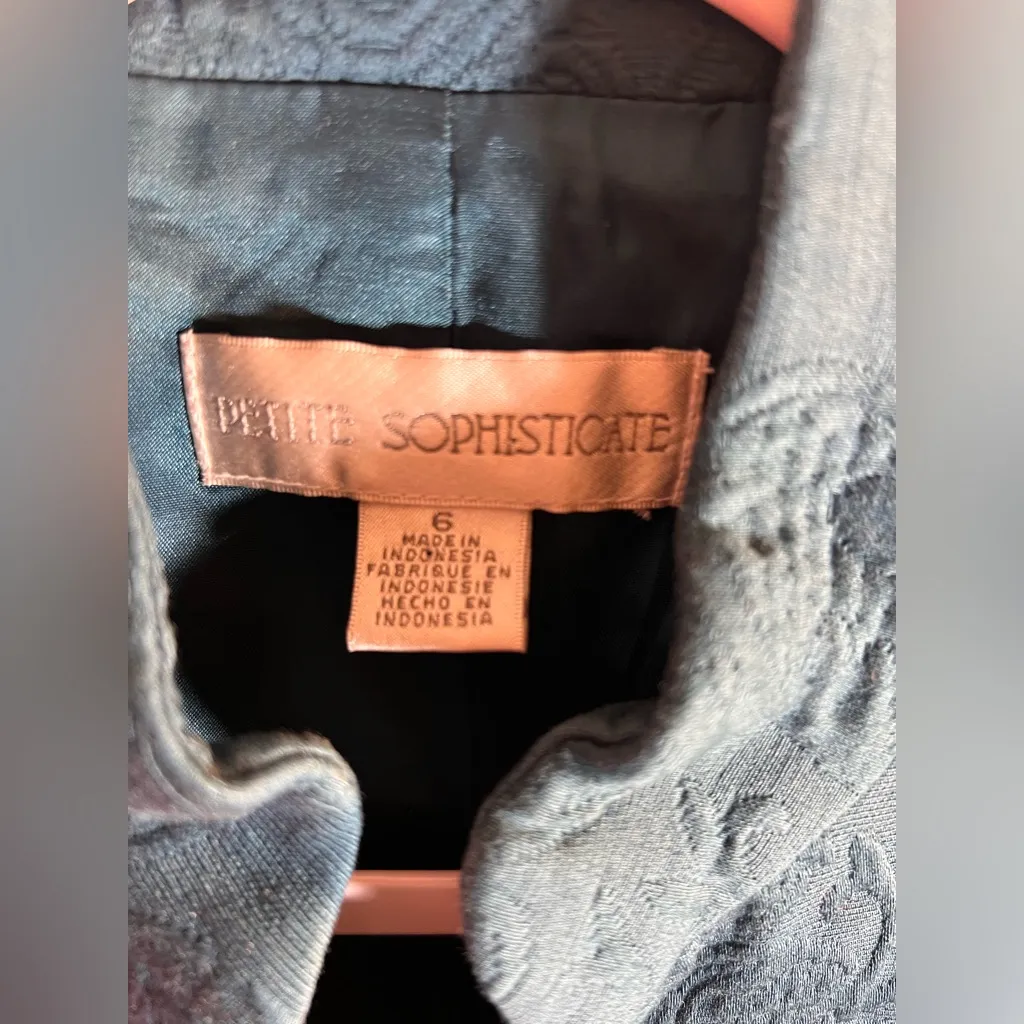 PETITE SOPHISTICATE
6
MADE IN
INDONESIA
FABRIQUE EN
INDONESIE
HECHO EN
INDONESIA